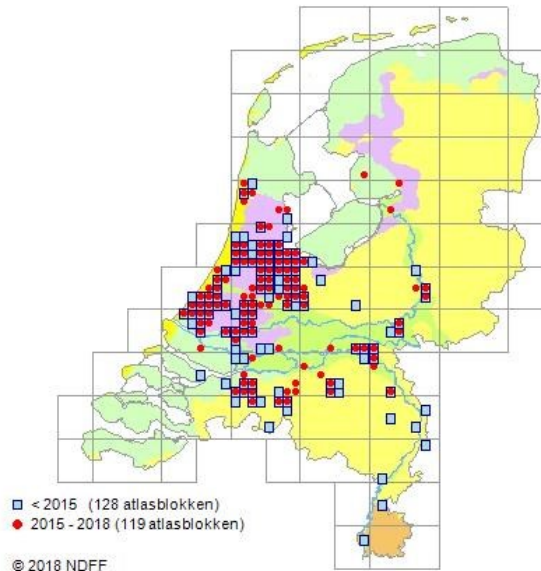 < 2015 (128 atlasblokken)
2015 - 2018 (119 atlasblokken)
© 2018 NDFF